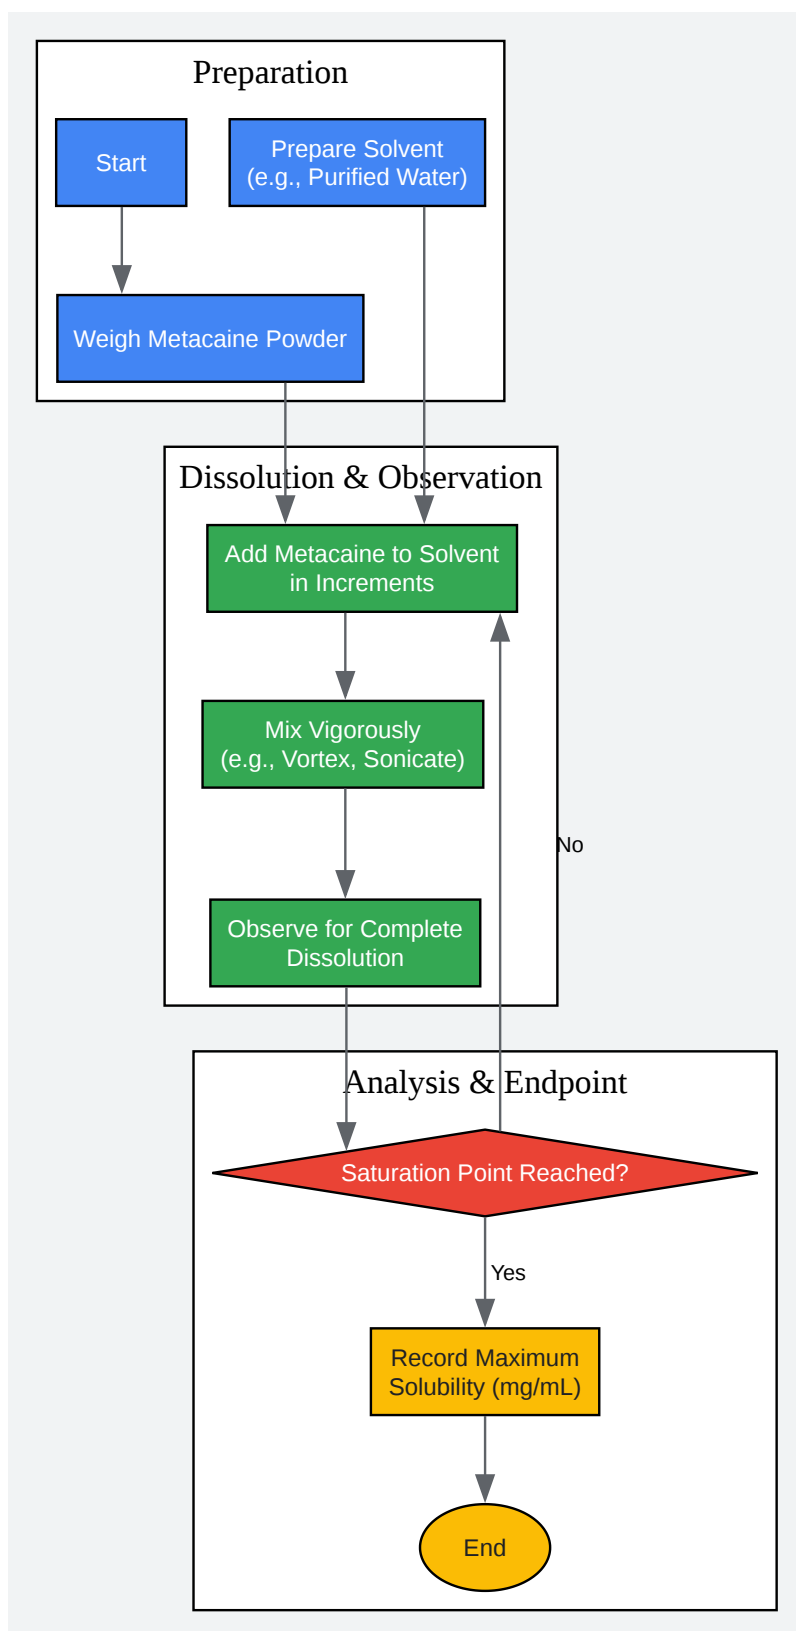 Preparation
Start
Prepare Solvent
(e.g., Purified Water)
Weigh Metacaine Powder
Dissolution & Observation
Add Metacaine to Solvent
in Increments
Mix Vigorously
(e.g., Vortex, Sonicate)
No
Observe for Complete
Dissolution
Analysis & Endpoint
Saturation Point Reached?
Yes
Record Maximum
Solubility (mg/mL)
End